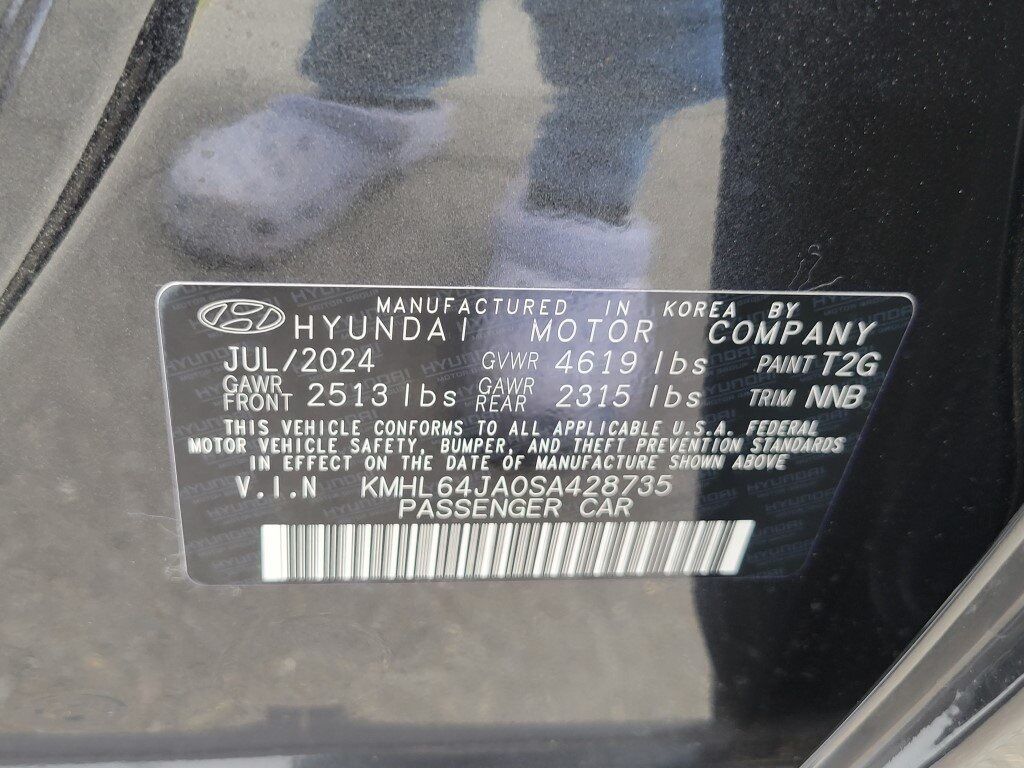 MANUFACTURED IN KOREA BY
HYUNDAI MOTOR COMPANY
JUL/2024 GVWR 4619 lbs PAINT T2G
GAWR FRONT 2513 lbs GAWR REAR 2315 lbs TRIM NNB
THIS VEHICLE CONFORMS TO ALL APPLICABLE U.S.A. FEDERAL
MOTOR VEHICLE SAFETY, BUMPER, AND THEFT PREVENTION STANDARDS
IN EFFECT ON THE DATE OF MANUFACTURE SHOWN ABOVE
V.I.N KMHL64JA0SA428735
PASSENGER CAR